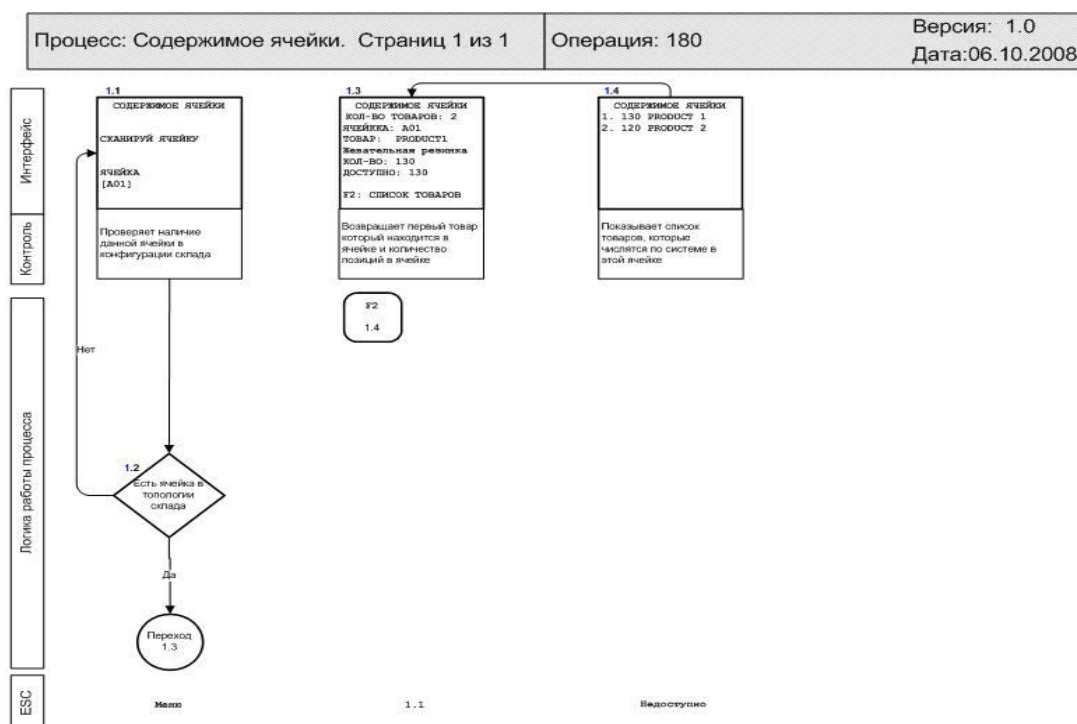 Процесс: Содержимое ячейки. Страниц 1 из 1
Операция: 180
Версия: 1.0
Дата:06.10.2008
Интерфейс
1.1
СОДЕРЖИМОЕ ЯЧЕЙКИ
СКАНИРУЙ ЯЧЕЙКУ
ЯЧЕЙКА
[A01]
1.3
СОДЕРЖИМОЕ ЯЧЕЙКИ
КОЛ-ВО ТОВАРОВ: 2
ЯЧЕЙККА: A01
ТОВАР: PRODUCT1
Жевательная резинка
КОЛ-ВО: 130
ДОСТУПНО: 130
F2: СПИСОК ТОВАРОВ
1.4
СОДЕРЖИМОЕ ЯЧЕЙКИ
1. 130 PRODUCT 1
2. 120 PRODUCT 2
Контроль
Проверяет наличие
данной ячейки в
конфигурации склада
Возвращает первый товар
который находится в
ячейке и количество
позиций в ячейке
Показывает список
товаров, которые
числятся по системе в
этой ячейке
Логика работы процесса
F2
1.4
Нет
1.2
Есть ячейка в
топологии
склада
Да
Переход
1.3
ESC
Меню
1.1
Недоступно